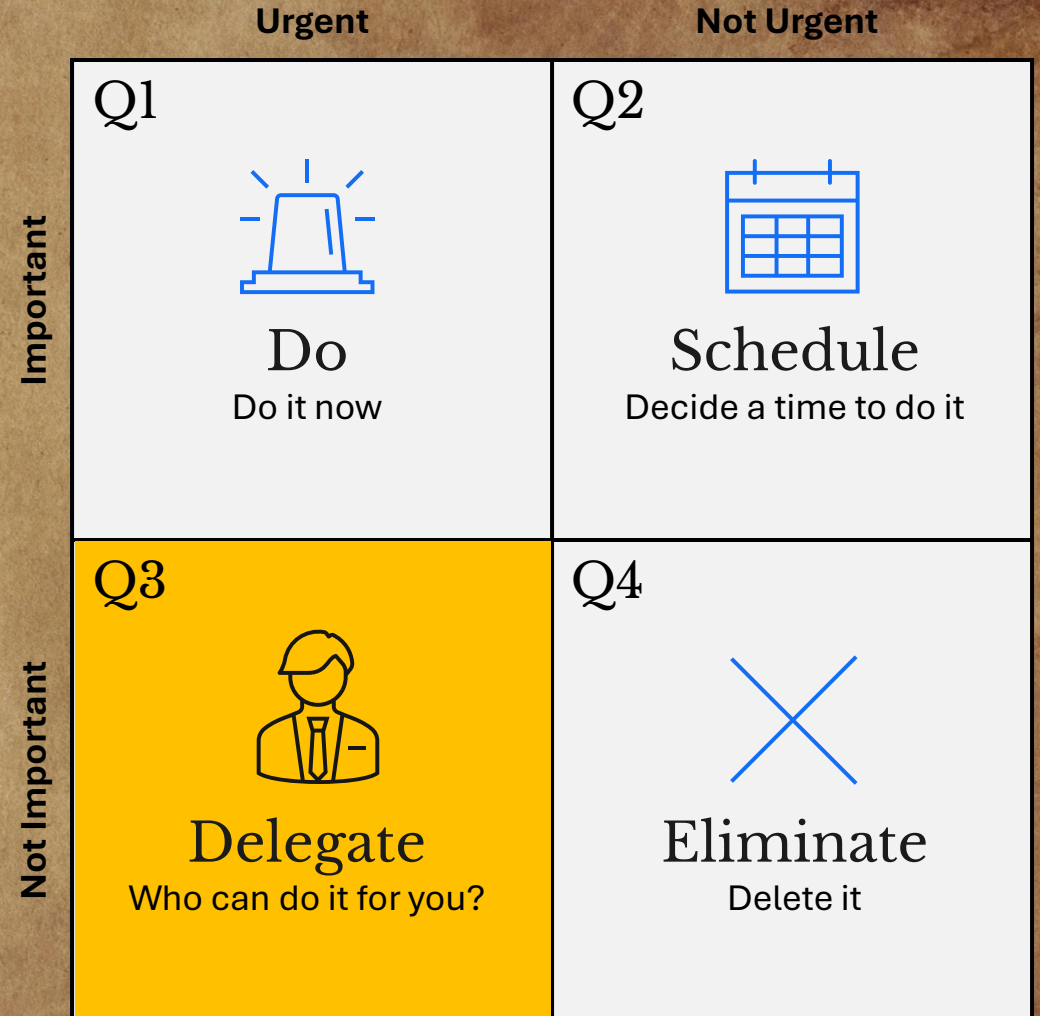 Urgent
Not Urgent
Important
Q1
Do
Do it now
Q2
Schedule
Decide a time to do it
Not Important
Q3
Delegate
Who can do it for you?
Q4
Eliminate
Delete it